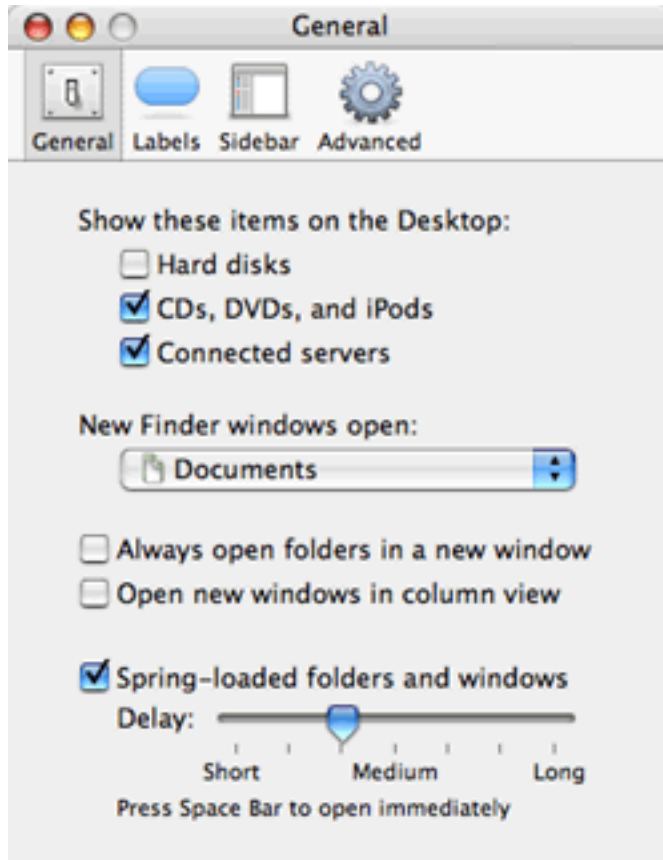 General
General Labels Sidebar Advanced
Show these items on the Desktop:
Hard disks
CDs, DVDs, and iPods
Connected servers
New Finder windows open:
Documents
Always open folders in a new window
Open new windows in column view
Spring-loaded folders and windows
Delay:
Short Medium Long
Press Space Bar to open immediately